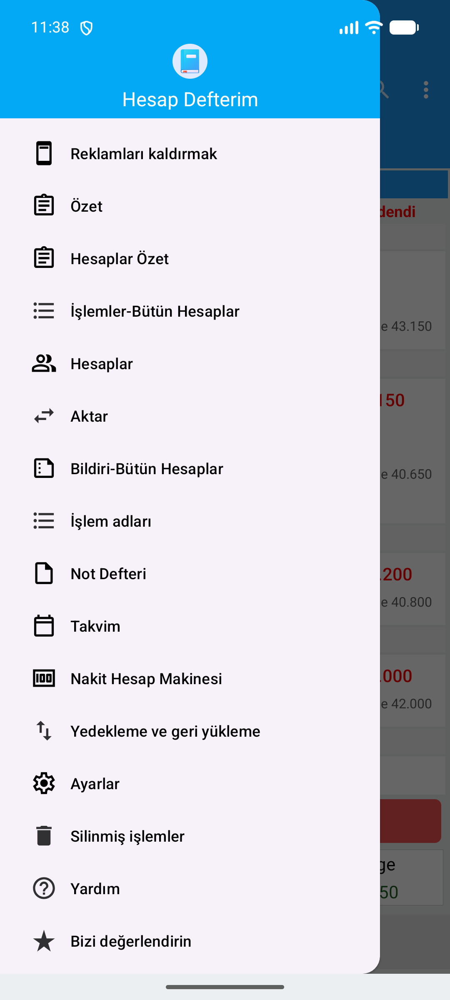 11:38
Hesap Defterim
Reklamları kaldırmak
Özet
Hesaplar Özet
İşlemler-Bütün Hesaplar
Hesaplar
Aktar
Bildiri-Bütün Hesaplar
İşlem adları
Not Defteri
Takvim
Nakit Hesap Makinesi
Yedekleme ve geri yükleme
Ayarlar
Silinmiş işlemler
Yardım
Bizi değerlendirin
dendi
e 43.150
150
e 40.650
.200
e 40.800
.000
e 42.000
ge
50